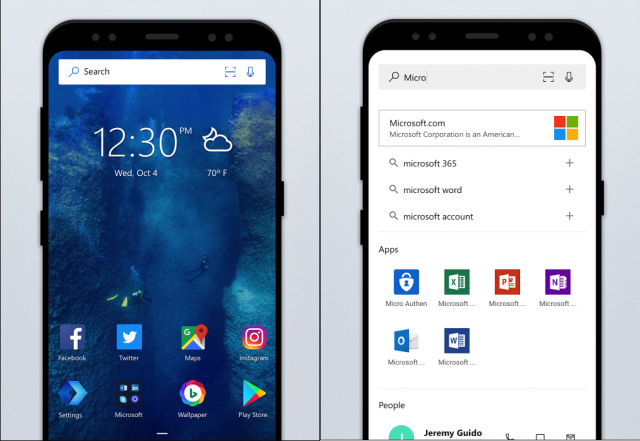 Search
12:30 PM
Wed, Oct 4
70° F
Facebook
Twitter
Maps
Instagram
Settings
Microsoft
Wallpaper
Play Store
Micro
Microsoft.com
Microsoft Corporation is an American...
microsoft 365
microsoft word
microsoft account
Apps
Micro Authen
Microsoft ...
Microsoft ...
Microsoft ...
Microsoft ...
Microsoft ...
People
Jeremy Guido